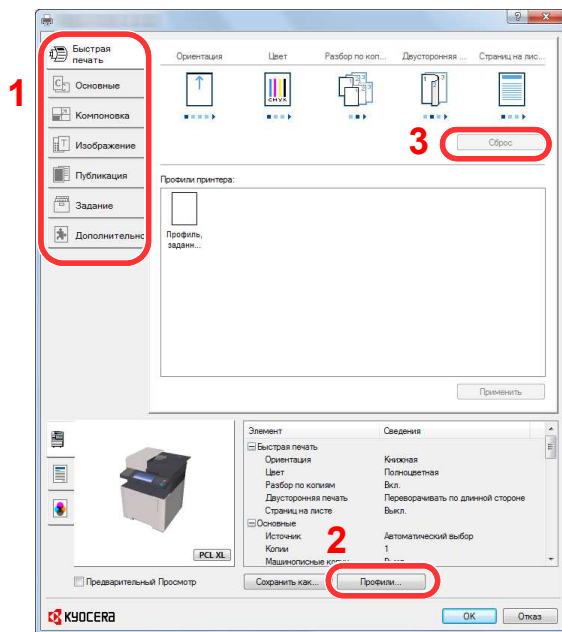 Быстрая
печать
Основные
Компоновка
Изображение
Публикация
Задание
Дополнительно
1
Ориентация Цвет Разбор по коп... Двусторонняя ... Страниц на лис...
CMYK
3
Сброс
Профили принтера:
Профиль,
заданн...
Применить
Элемент Сведения
Быстрая печать
Ориентация Книжная
Цвет Полноцветная
Разбор по копиям Вкл.
Двусторонняя печать Переворачивать по длинной стороне
Страниц на листе Выкл.
Основные
Источник Автоматический выбор
Копии 1
Машинописные копии Выкл.
2
PCL XL
Предварительный Просмотр
Сохранить как... Профили...
KYOCERA
OK Отказ